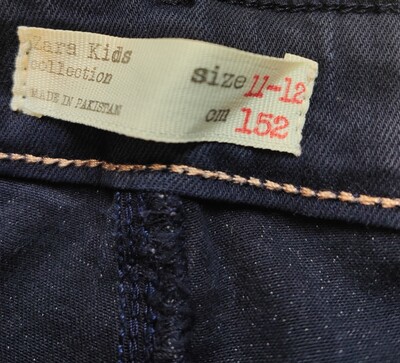 Zara Kids
collection
MADE IN PAKISTAN
size 11-12
cm 152